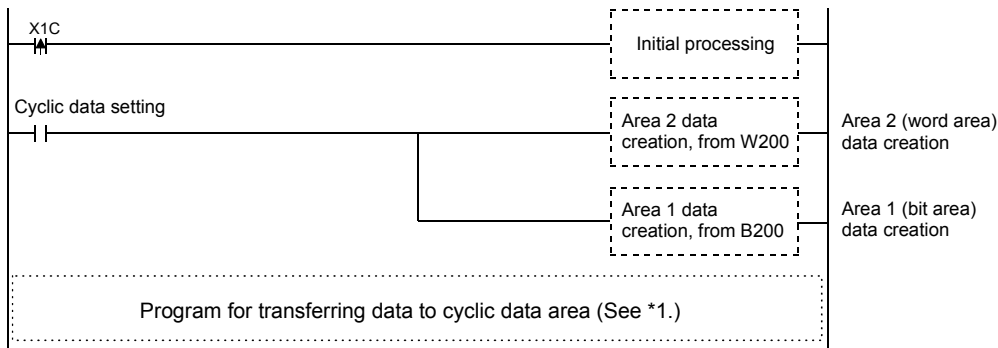 X1C
Initial processing
Cyclic data setting
Area 2 data
creation, from W200
Area 2 (word area)
data creation
Area 1 data
creation, from B200
Area 1 (bit area)
data creation
Program for transferring data to cyclic data area (See *1.)